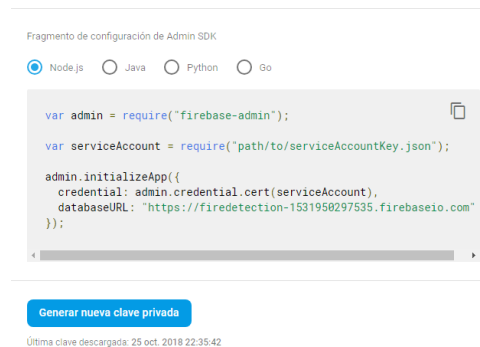 Fragmento de configuración de Admin SDK
Node.js Java Python Go
var admin = require("firebase-admin");
var serviceAccount = require("path/to/serviceAccountKey.json");
admin.initializeApp({
  credential: admin.credential.cert(serviceAccount),
  databaseURL: "https://firedetection-1531950297535.firebaseio.com"
});
Generar nueva clave privada
Última clave descargada: 25 oct. 2018 22:35:42